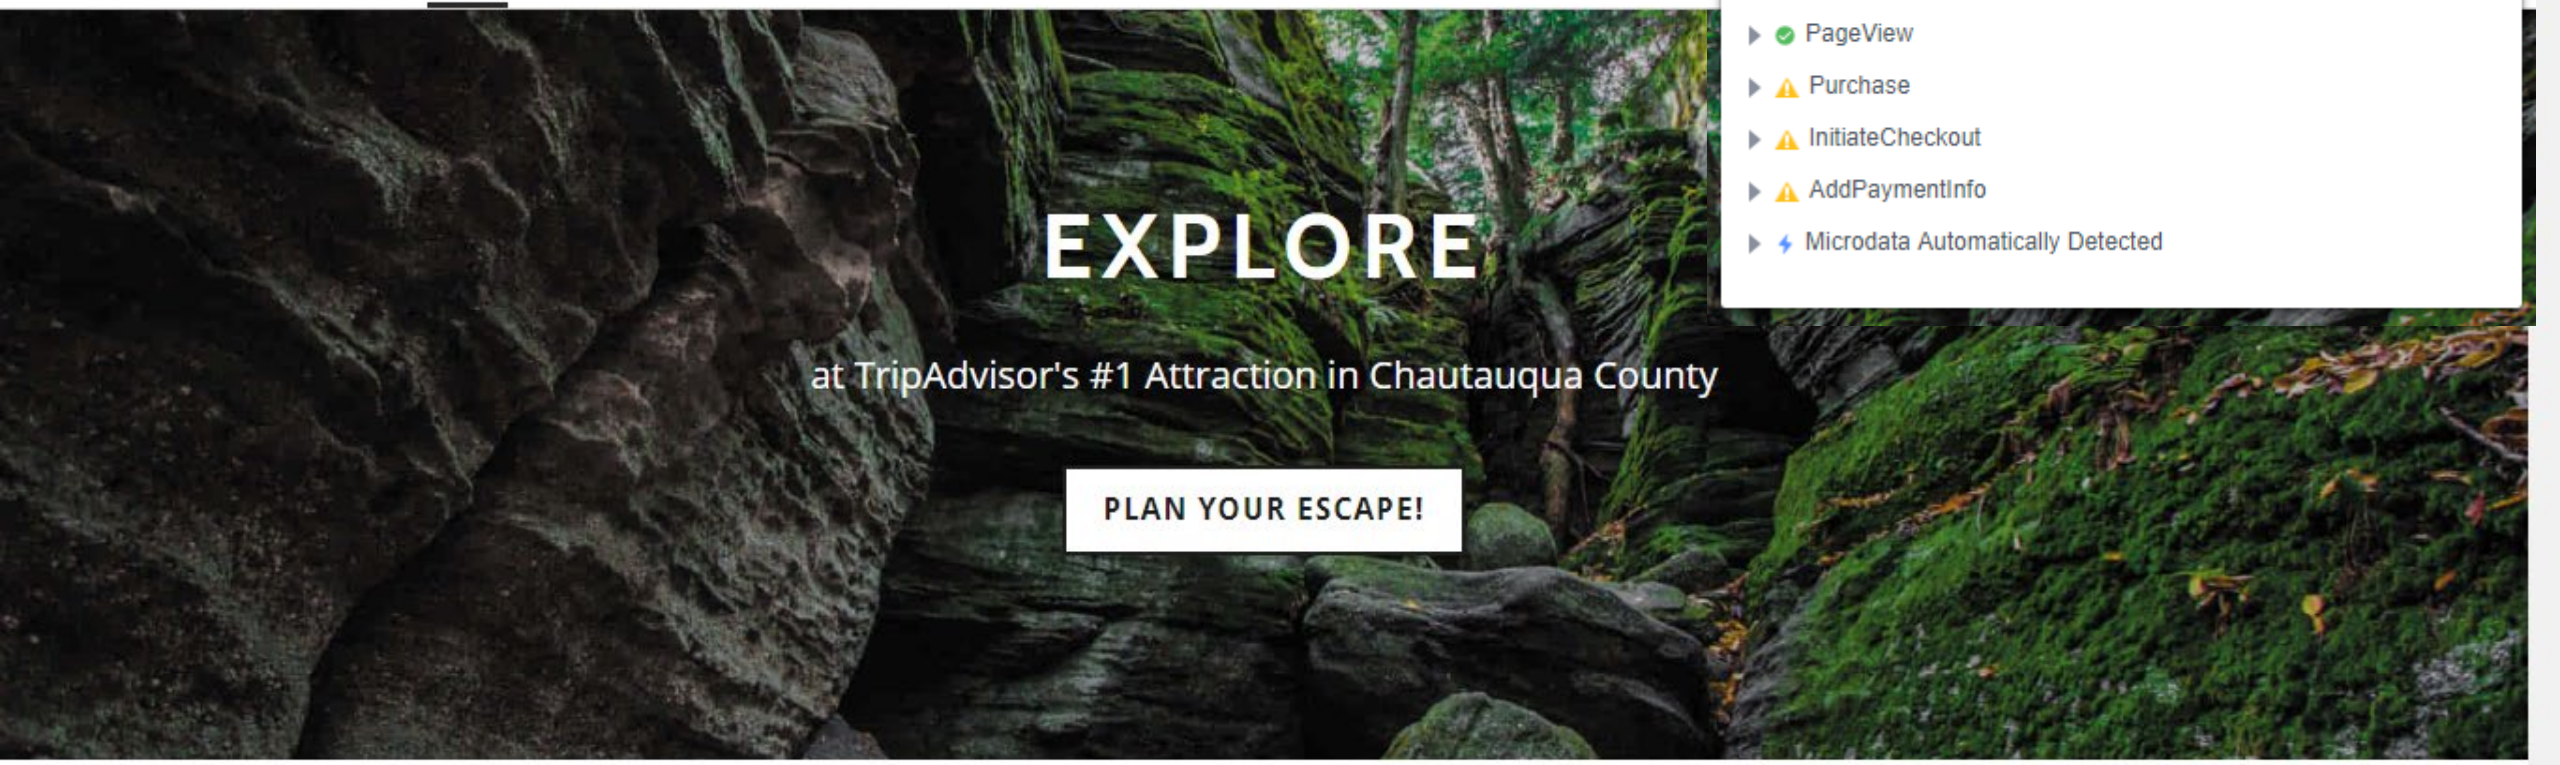 PageView
Purchase
InitiateCheckout
AddPaymentInfo
Microdata Automatically Detected
EXPLORE
at TripAdvisor's #1 Attraction in Chautauqua County
PLAN YOUR ESCAPE!